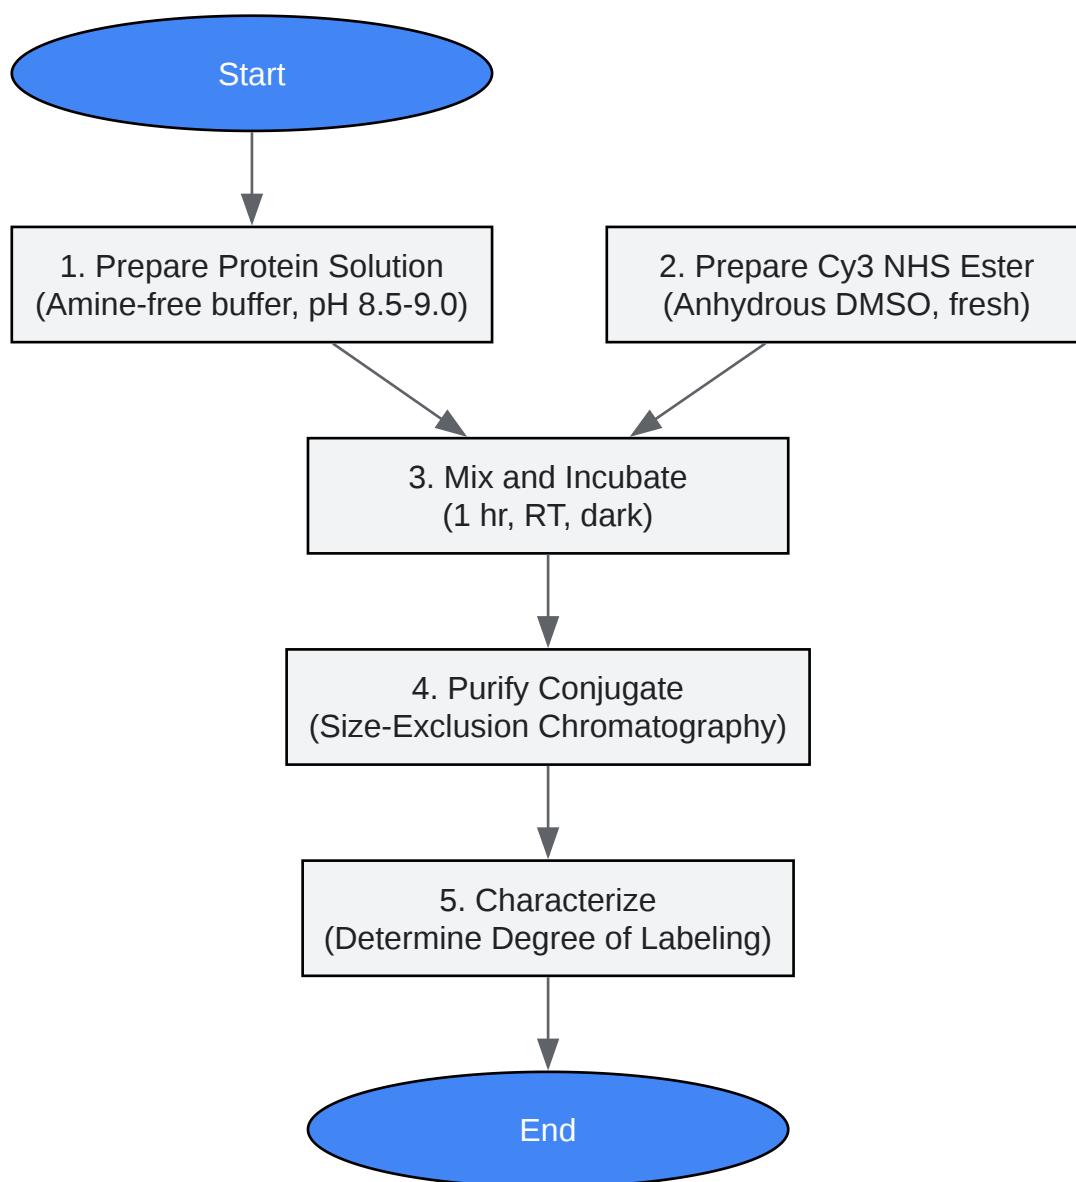 Start
1. Prepare Protein Solution
(Amine-free buffer, pH 8.5-9.0)
2. Prepare Cy3 NHS Ester
(Anhydrous DMSO, fresh)
3. Mix and Incubate
(1 hr, RT, dark)
4. Purify Conjugate
(Size-Exclusion Chromatography)
5. Characterize
(Determine Degree of Labeling)
End